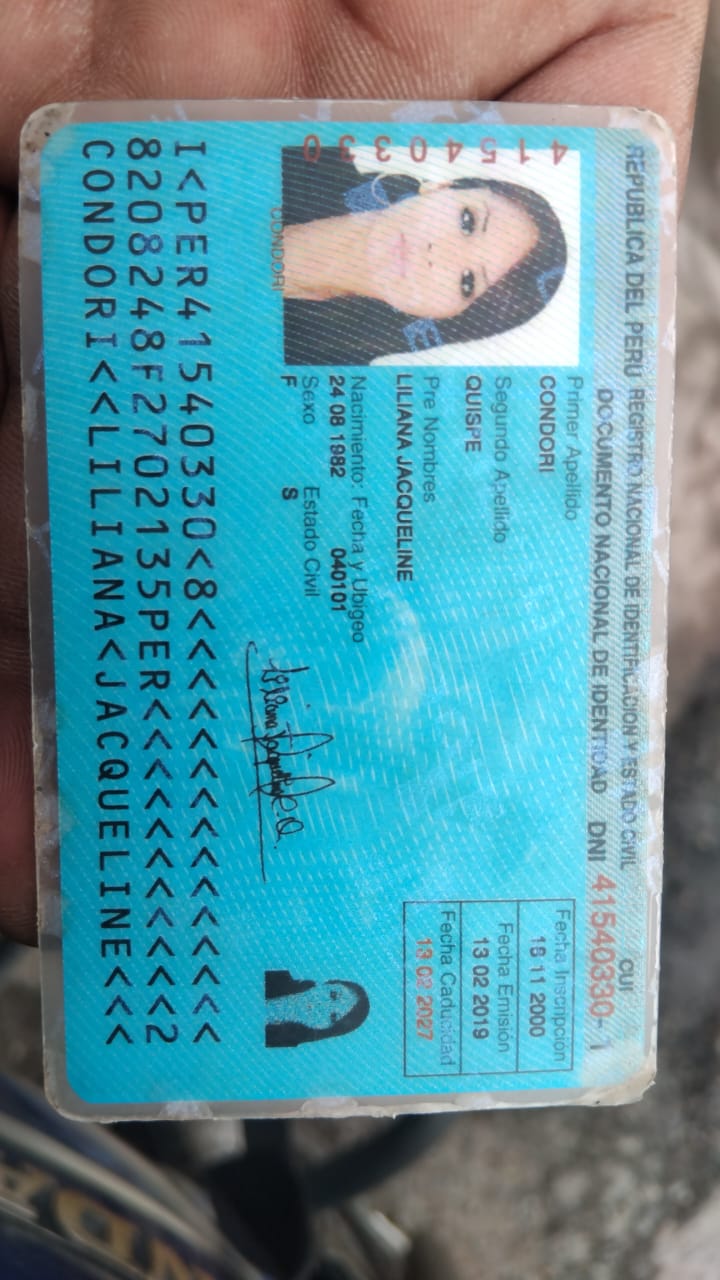 REPUBLICA DEL PERU REGISTRO NACIONAL DE IDENTIFICACION Y ESTADO CIVIL
DOCUMENTO NACIONAL DE IDENTIDAD DNI 41540330-1
CUI
41540330
CONDORI
Primer Apellido
CONDORI
Segundo Apellido
QUISPE
Pre Nombres
LILIANA JACQUELINE
Nacimiento: Fecha y Ubigeo
24 08 1982 040101
Sexo Estado Civil
F S
Fecha Inscripción
18 11 2000
Fecha Emisión
13 02 2019
Fecha Caducidad
13 02 2027
I<PER41540330<8<<<<<<<<<<<<<<<
8208248F2702135PER<<<<<<<<<<<2
CONDORI<<LILIANA<JACQUELINE<<<